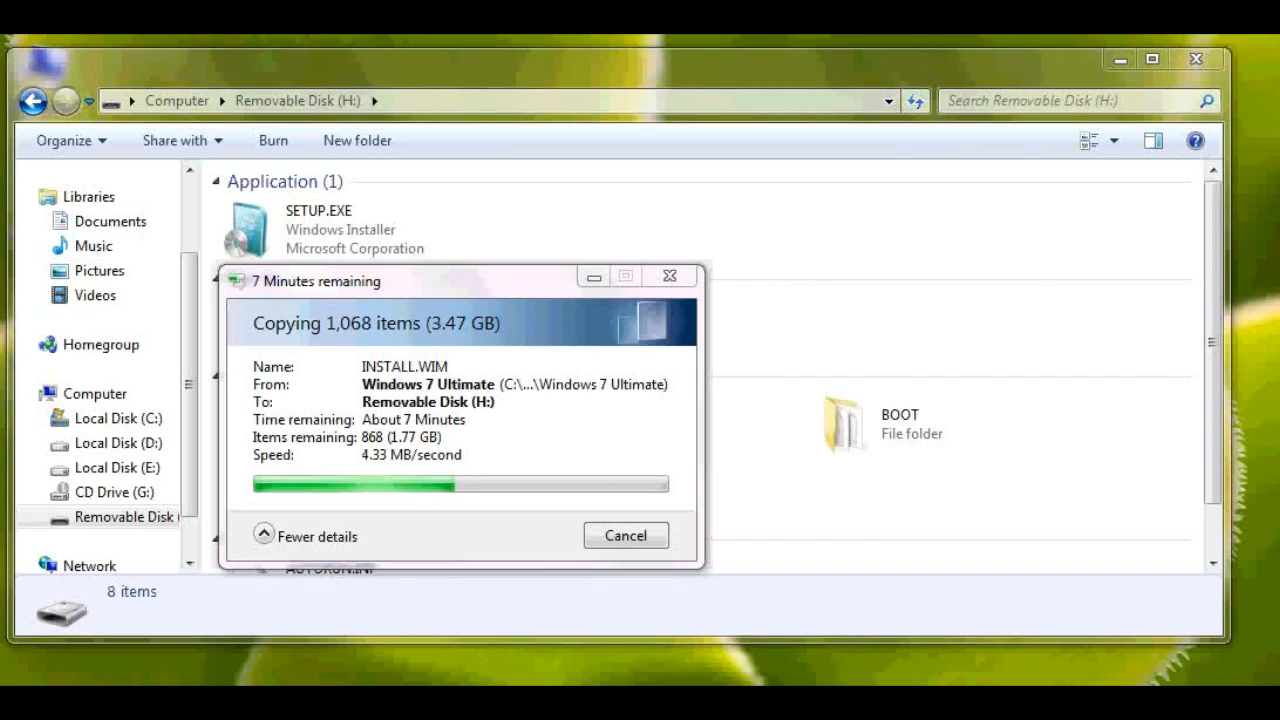 Computer
Removable Disk (H:)
Search Removable Disk (H:)
Organize
Share with
Burn
New folder
Libraries
Documents
Music
Pictures
Videos
Homegroup
Computer
Local Disk (C:)
Local Disk (D:)
Local Disk (E:)
CD Drive (G:)
Removable Disk
Network
Application (1)
SETUP.EXE
Windows Installer
Microsoft Corporation
7 Minutes remaining
Copying 1,068 items (3.47 GB)
Name: INSTALL.WIM
From: Windows 7 Ultimate (C:\...\Windows 7 Ultimate)
To: Removable Disk (H:)
Time remaining: About 7 Minutes
Items remaining: 868 (1.77 GB)
Speed: 4.33 MB/second
Fewer details
Cancel
BOOT
File folder
8 items